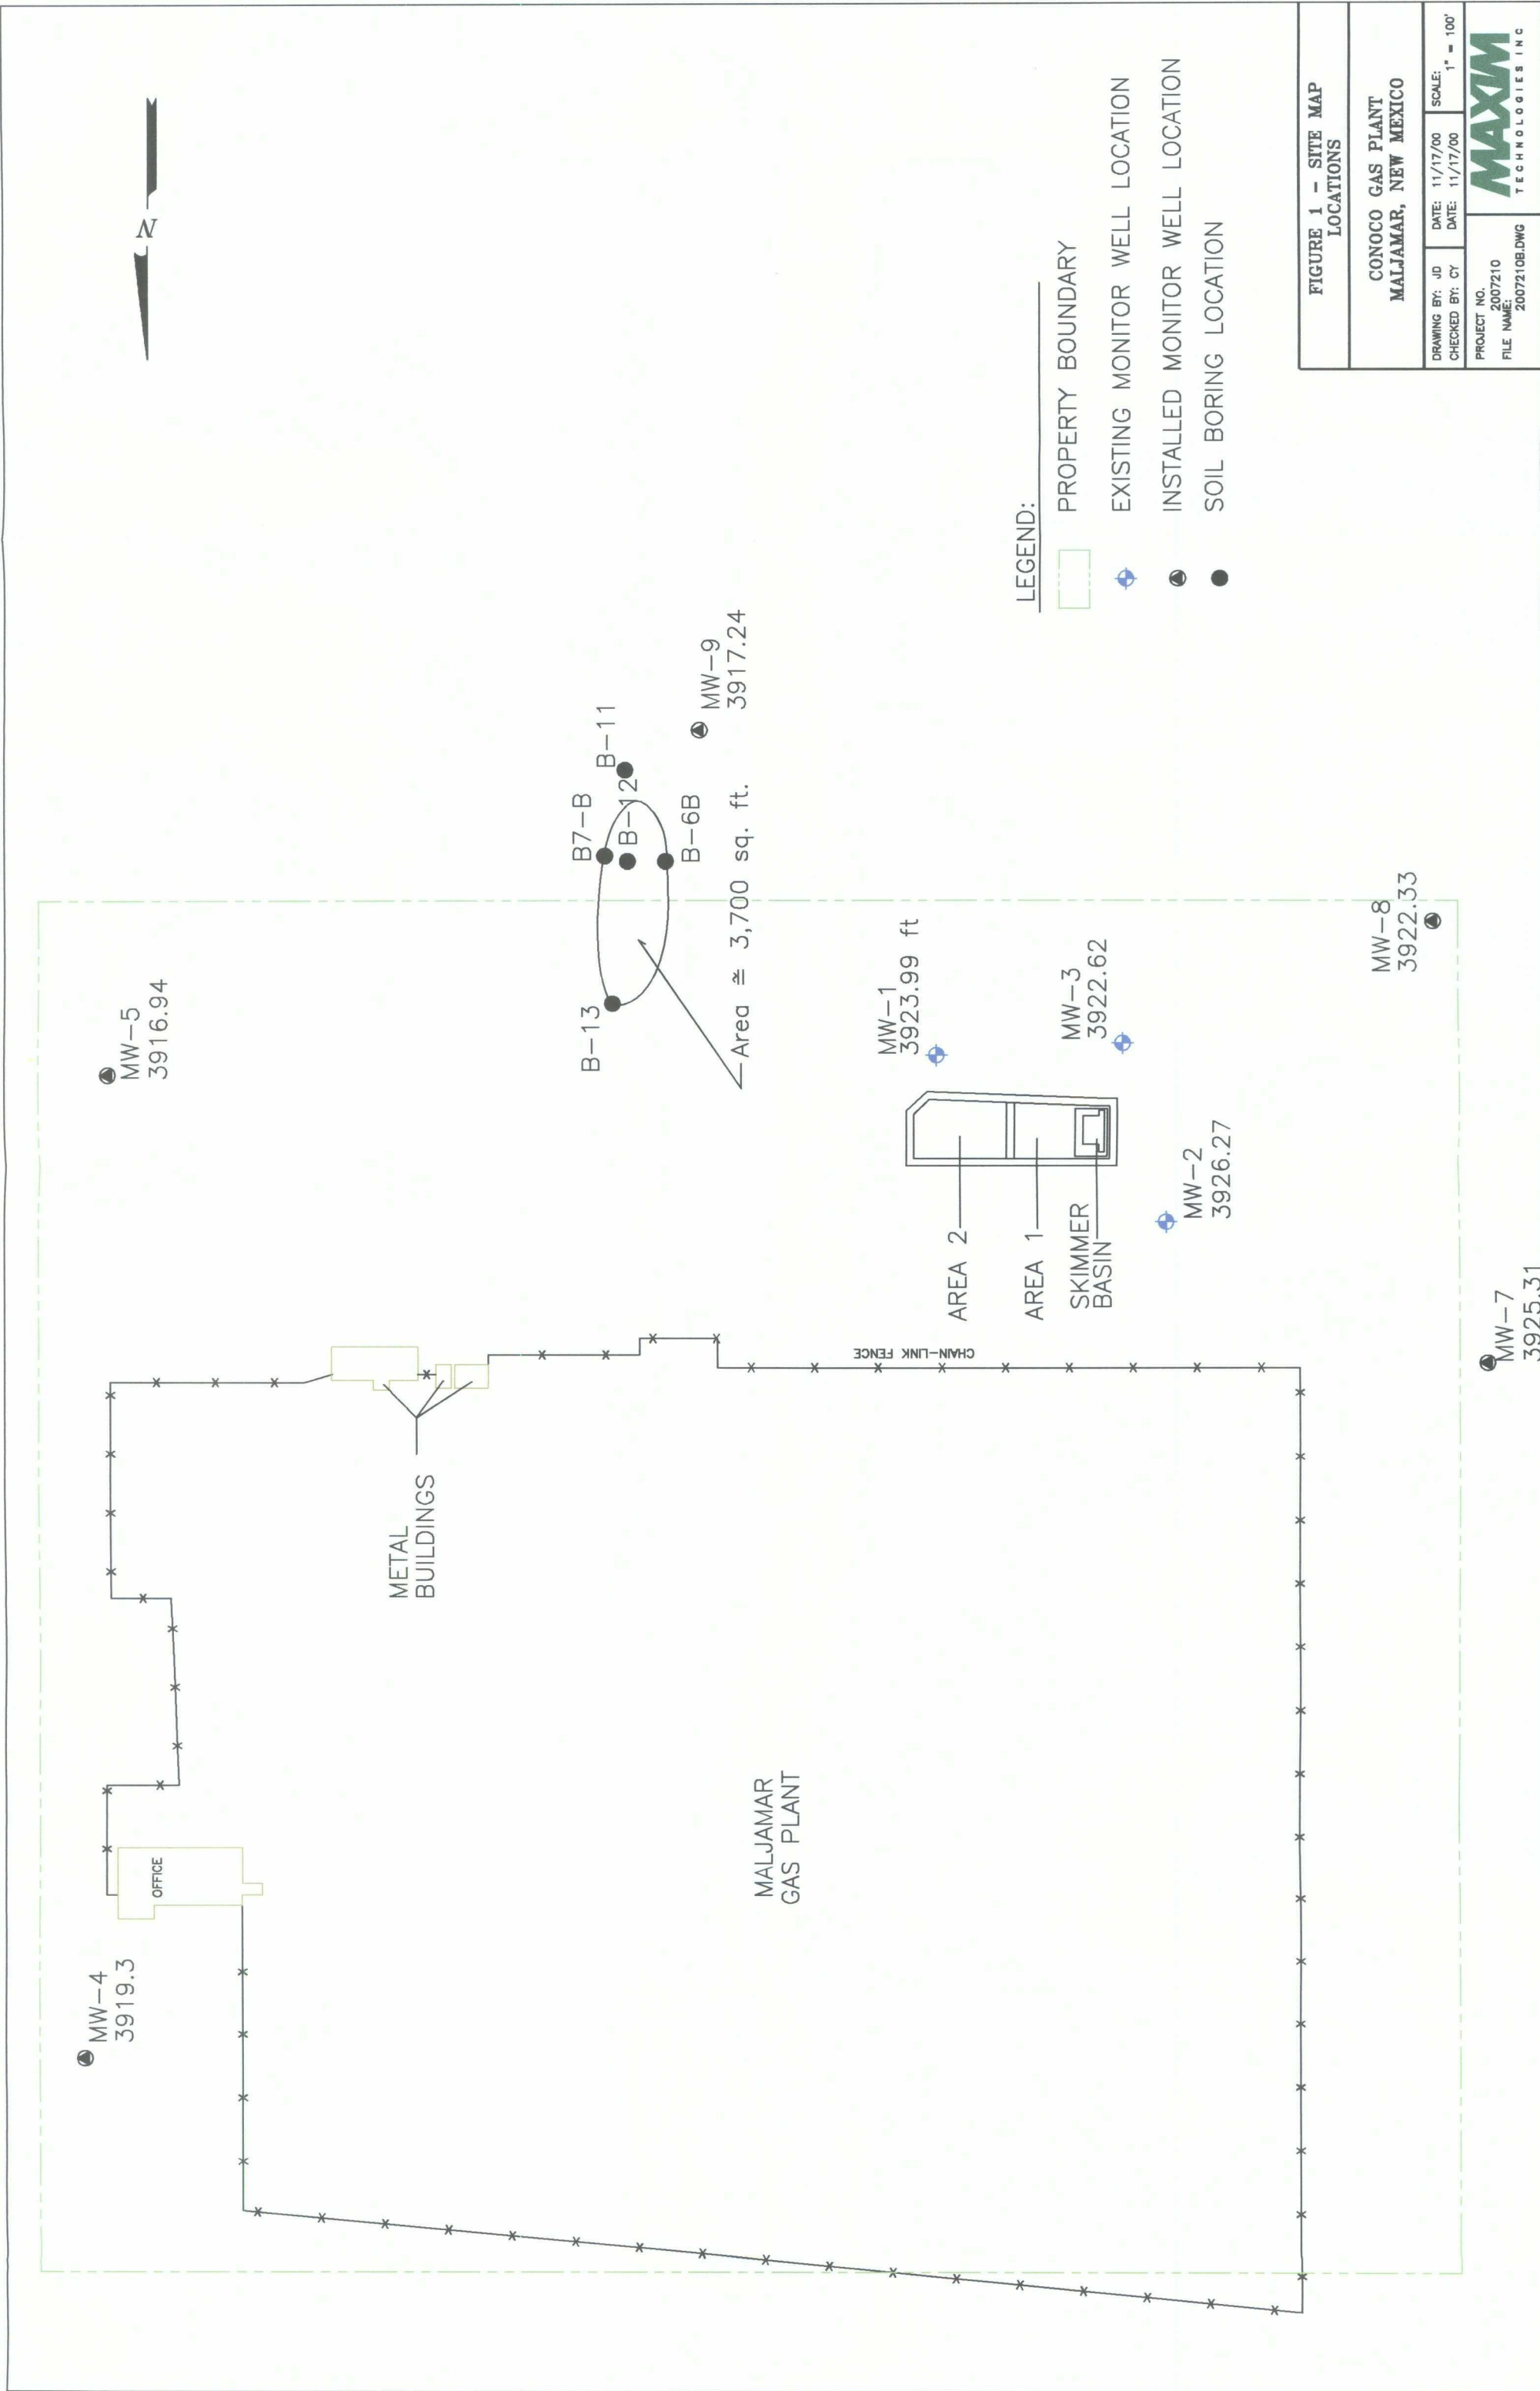 N
MW-4
3919.3
OFFICE
MW-5
3916.94
METAL
BUILDINGS
B7-B
B-11
B-12
B-13
B-6B
MW-9
3917.24
Area ≅ 3,700 sq. ft.
MALJAMAR
GAS PLANT
CHAIN-LINK FENCE
MW-1
3923.99 ft
AREA 2
AREA 1
SKIMMER
BASIN
MW-3
3922.62
MW-2
3926.27
MW-8
3922.33
MW-7
3925.31
LEGEND:
PROPERTY BOUNDARY
EXISTING MONITOR WELL LOCATION
INSTALLED MONITOR WELL LOCATION
SOIL BORING LOCATION
FIGURE 1 - SITE MAP
LOCATIONS
CONOCO GAS PLANT
MALJAMAR, NEW MEXICO
DRAWING BY: JD DATE: 11/17/00 SCALE:
CHECKED BY: CY DATE: 11/17/00 1" = 100'
PROJECT NO.
2007210
FILE NAME:
2007210B.DWG
MAXIM
TECHNOLOGIES INC